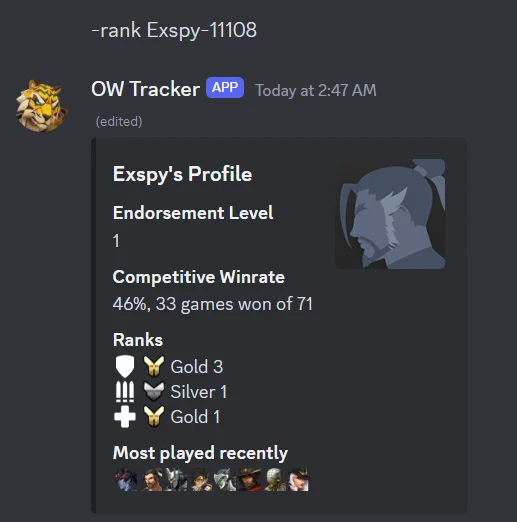 -rank Exspy-11108
OW Tracker APP Today at 2:47 AM
(edited)
Exspy's Profile
Endorsement Level
1
Competitive Winrate
46%, 33 games won of 71
Ranks
Gold 3
Silver 1
Gold 1
Most played recently